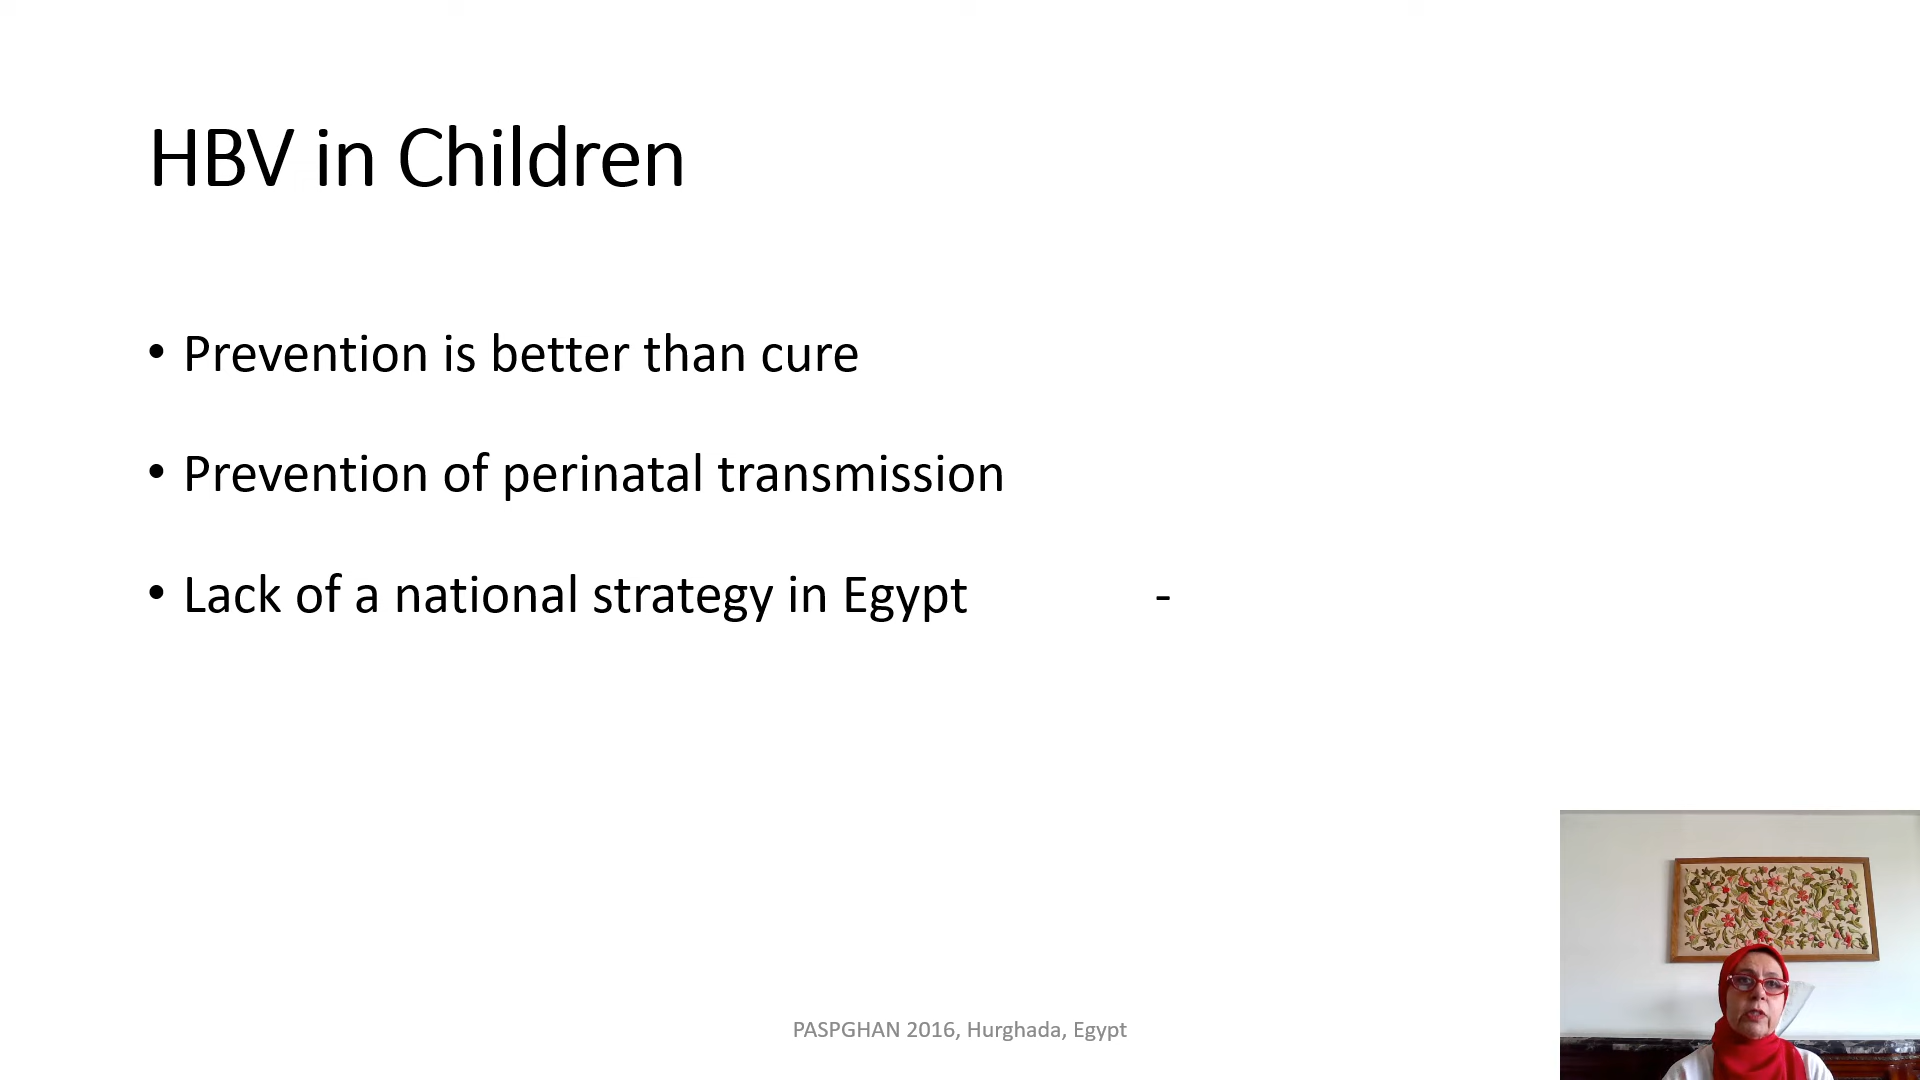 HBV in Children
• Prevention is better than cure
• Prevention of perinatal transmission
• Lack of a national strategy in Egypt -
PASPGHAN 2016, Hurghada, Egypt